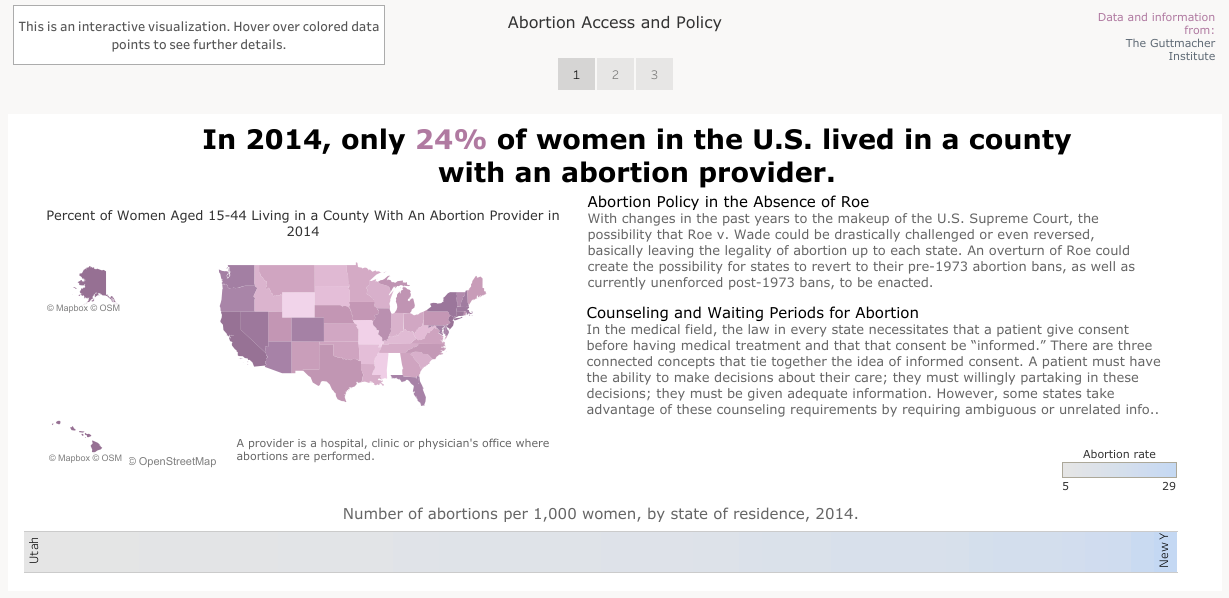 This is an interactive visualization. Hover over colored data
points to see further details.
Abortion Access and Policy
Data and information
from:
The Guttmacher
Institute
1
2
3
In 2014, only 24% of women in the U.S. lived in a county
with an abortion provider.
Percent of Women Aged 15-44 Living in a County With An Abortion Provider in
2014
© Mapbox © OSM
© Mapbox © OSM
© OpenStreetMap
A provider is a hospital, clinic or physician's office where
abortions are performed.
Abortion Policy in the Absence of Roe
With changes in the past years to the makeup of the U.S. Supreme Court, the
possibility that Roe v. Wade could be drastically challenged or even reversed,
basically leaving the legality of abortion up to each state. An overturn of Roe could
create the possibility for states to revert to their pre-1973 abortion bans, as well as
currently unenforced post-1973 bans, to be enacted.
Counseling and Waiting Periods for Abortion
In the medical field, the law in every state necessitates that a patient give consent
before having medical treatment and that that consent be “informed.” There are three
connected concepts that tie together the idea of informed consent. A patient must have
the ability to make decisions about their care; they must willingly partaking in these
decisions; they must be given adequate information. However, some states take
advantage of these counseling requirements by requiring ambiguous or unrelated info..
Abortion rate
5
29
Number of abortions per 1,000 women, by state of residence, 2014.
Utah
New Y